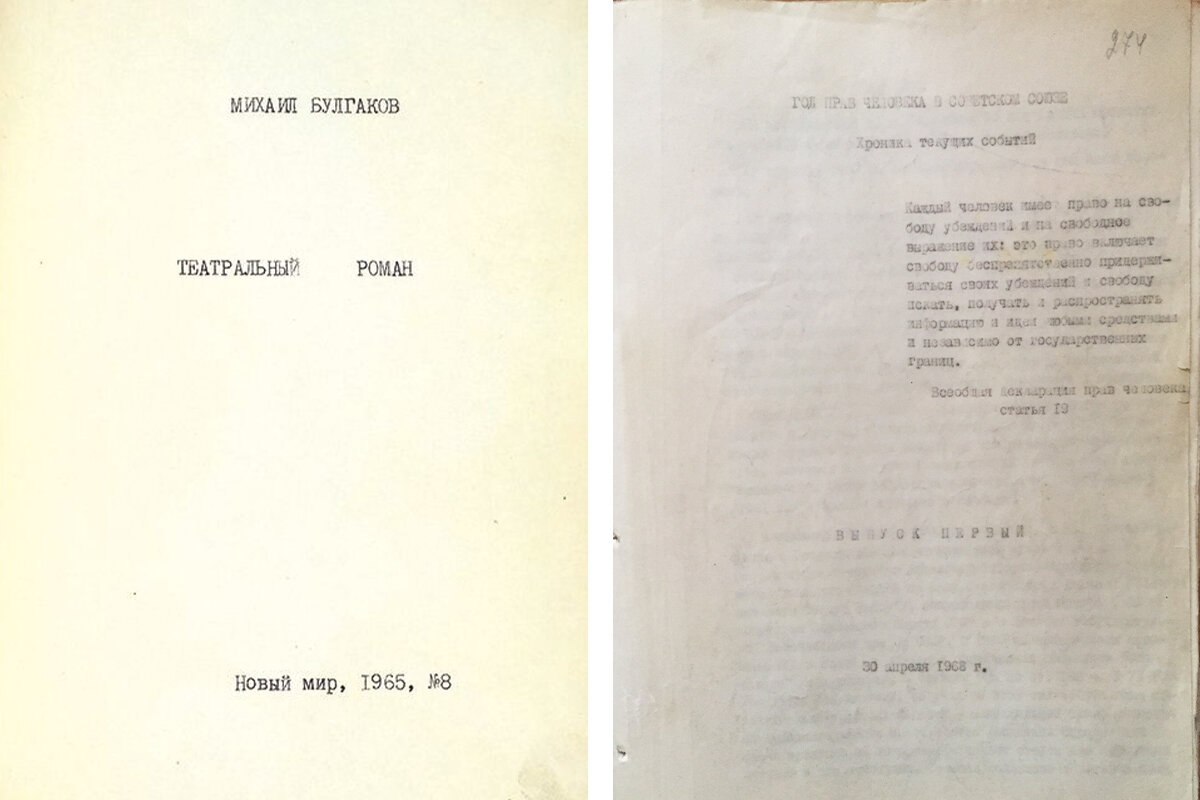 МИХАИЛ БУЛГАКОВ
ТЕАТРАЛЬНЫЙ РОМАН
Новый мир, 1965, №8
274
ГОД ПРАВ ЧЕЛОВЕКА В СОВЕТСКОМ СОЮЗЕ
Хроника текущих событий
Каждый человек имеет право на сво-
боду убеждений и на свободное
выражение их: это право включает
свободу беспрепятственно придержи-
ваться своих убеждений и свободу
искать, получать и распространять
информацию и идеи любыми средствами
и независимо от государственных
границ.
Всеобщая декларация прав человека
статья 19
ВЫПУСК ПЕРВЫЙ
30 апреля 1968 г.